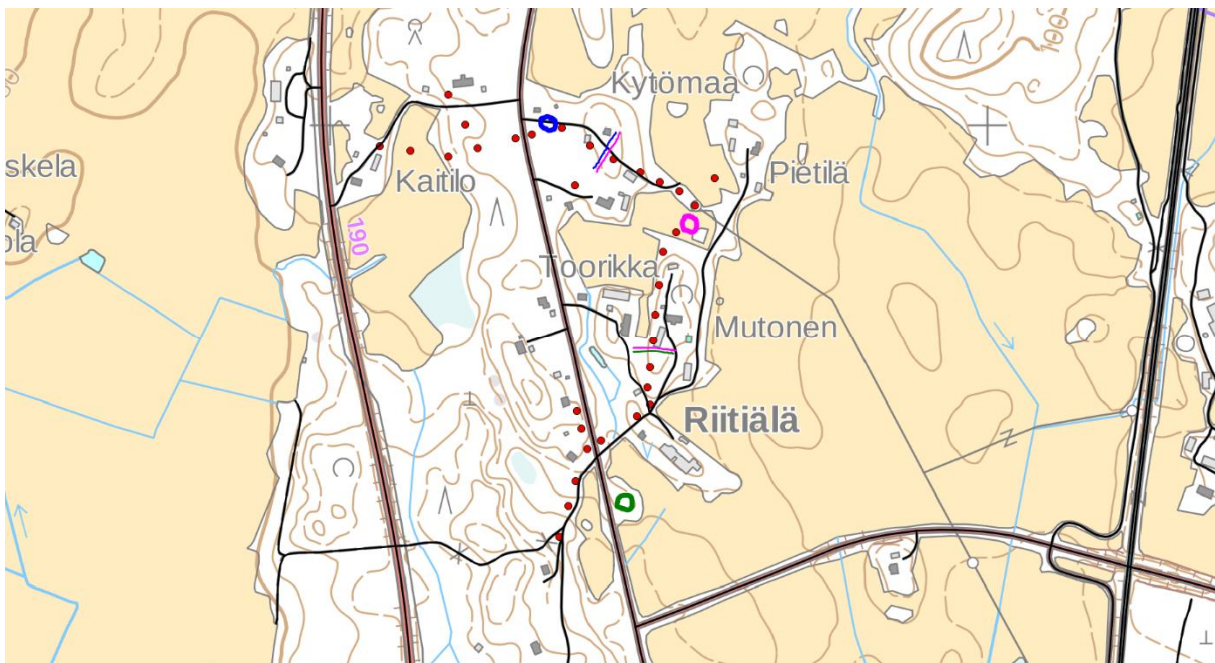 100
Kytömaa
skela
Kaitilo
Pietilä
ola
190
Toorikka
Mutonen
Riitiälä